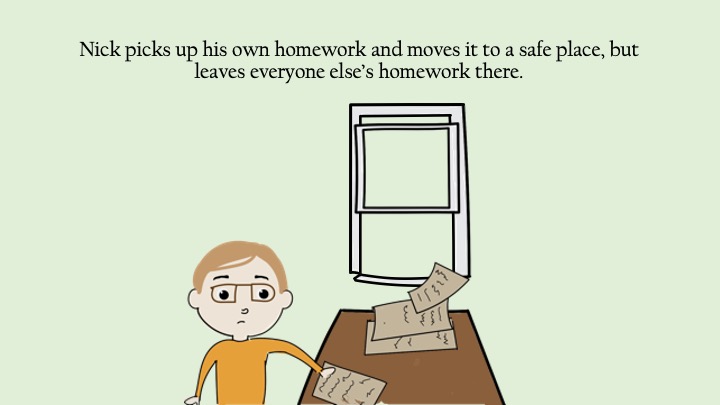 Nick picks up his own homework and moves it to a safe place, but
leaves everyone else's homework there.